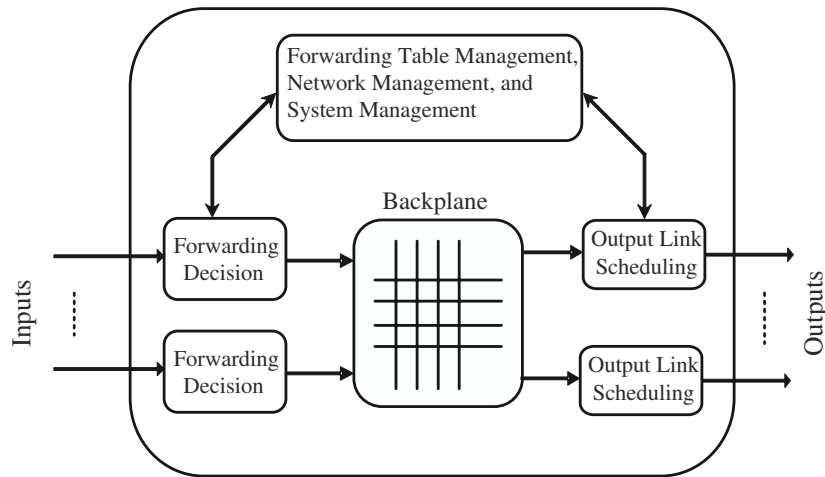 Forwarding Table Management,
Network Management, and
System Management
Backplane
Forwarding
Decision
Output Link
Scheduling
Inputs
Outputs
Forwarding
Decision
Output Link
Scheduling